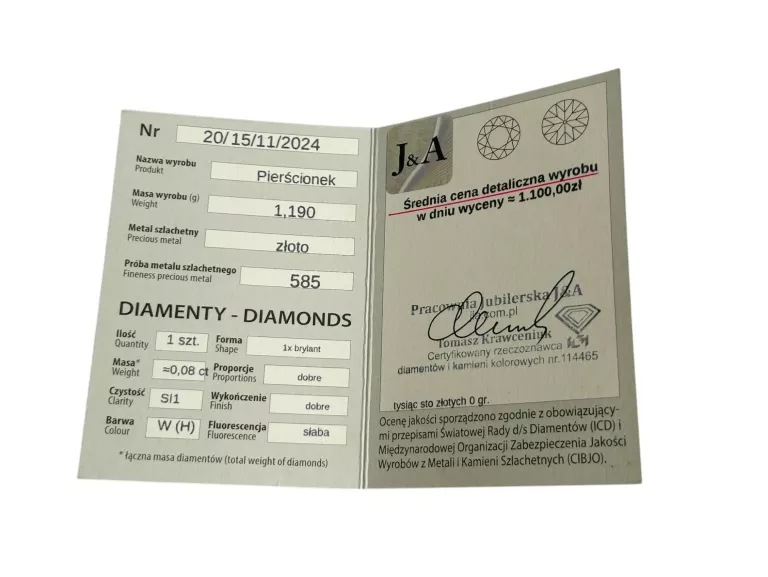 Nr 20/15/11/2024
Nazwa wyrobu
Produkt
Pierścionek
Masa wyrobu (g)
Weight
1,190
Metal szlachetny
Precious metal
złoto
Próba metalu szlachetnego
Fineness precious metal
585
DIAMENTY - DIAMONDS
Ilość
Quantity
1 szt.
Forma
Shape
1x brylant
Masa*
Weight
≈0,08 ct
Proporcje
Proportions
dobre
Czystość
Clarity
SI1
Wykończenie
Finish
dobre
Barwa
Colour
W (H)
Fluorescencja
Fluorescence
słaba
* łączna masa diamentów (total weight of diamonds)
J&A
Średnia cena detaliczna wyrobu
w dniu wyceny ≈ 1.100,00zł
Pracownia Jubilerska J&A
.com.pl
Tomasz Krawceniuk
Certyfikowany rzeczoznawca
diamentów i kamieni kolorowych nr.114465
tysiąc sto złotych 0 gr.
Ocenę jakości sporządzono zgodnie z obowiązujący-
mi przepisami Światowej Rady d/s Diamentów (ICD) i
Międzynarodowej Organizacji Zabezpieczenia Jakości
Wyrobów z Metali i Kamieni Szlachetnych (CIBJO).